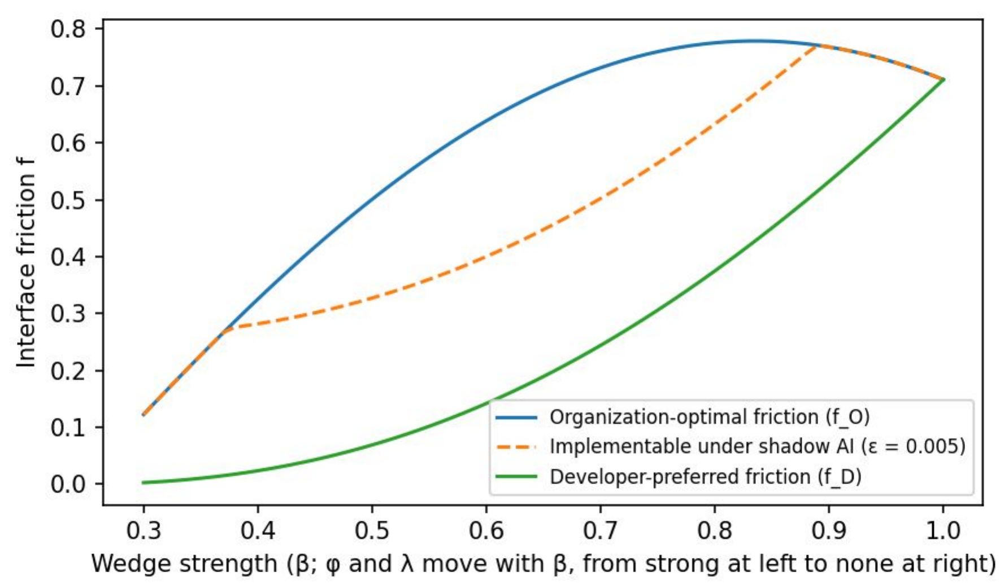 0.8
0.7
0.6
0.5
0.4
0.3
0.2
0.1
0.0
Interface friction f
Organization-optimal friction (f_O)
Implementable under shadow AI (ε = 0.005)
Developer-preferred friction (f_D)
0.3 0.4 0.5 0.6 0.7 0.8 0.9 1.0
Wedge strength (β; φ and λ move with β, from strong at left to none at right)